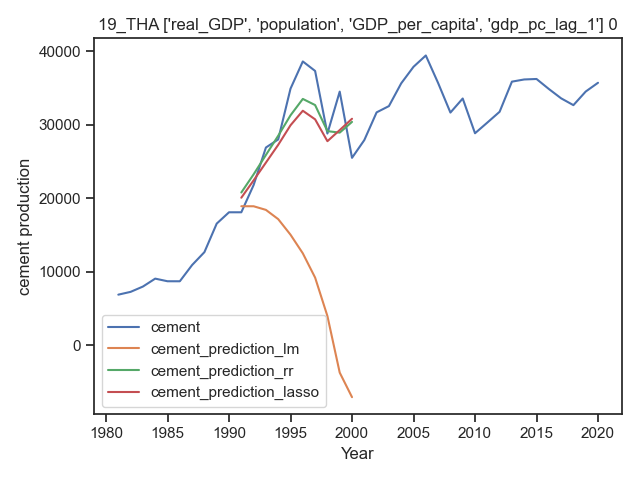 19_THA ['real_GDP', 'population', 'GDP_per_capita', 'gdp_pc_lag_1'] 0
40000
30000
20000
10000
0
cement production
cement
cement_prediction_lm
cement_prediction_rr
cement_prediction_lasso
1980 1985 1990 1995 2000 2005 2010 2015 2020
Year